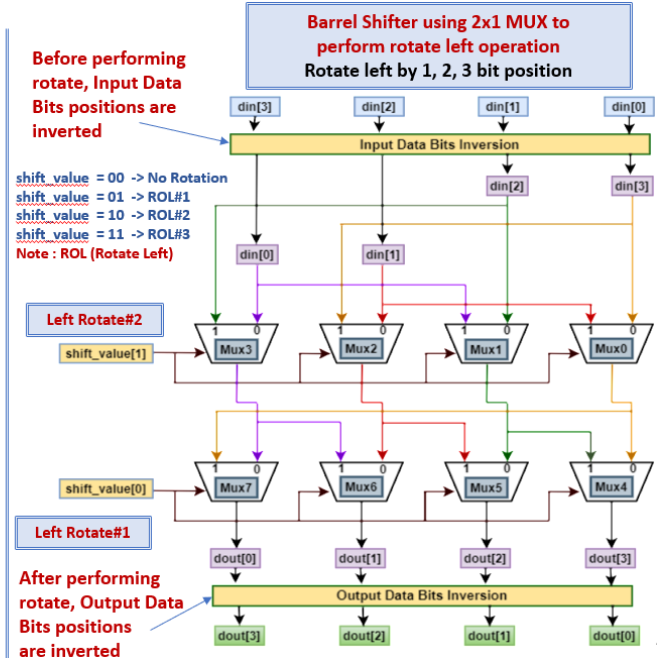 Barrel Shifter using 2x1 MUX to
perform rotate left operation
Rotate left by 1, 2, 3 bit position
Before performing
rotate, Input Data
Bits positions are
inverted
din[3]
din[2]
din[1]
din[0]
Input Data Bits Inversion
shift_value = 00 -> No Rotation
shift_value = 01 -> ROL#1
shift_value = 10 -> ROL#2
shift_value = 11 -> ROL#3
Note : ROL (Rotate Left)
din[2]
din[3]
din[0]
din[1]
Left Rotate#2
shift_value[1]
1 0
Mux3
1 0
Mux2
1 0
Mux1
1 0
Mux0
shift_value[0]
1 0
Mux7
1 0
Mux6
1 0
Mux5
1 0
Mux4
Left Rotate#1
dout[0]
dout[1]
dout[2]
dout[3]
After performing
rotate, Output Data
Bits positions
are inverted
Output Data Bits Inversion
dout[3]
dout[2]
dout[1]
dout[0]